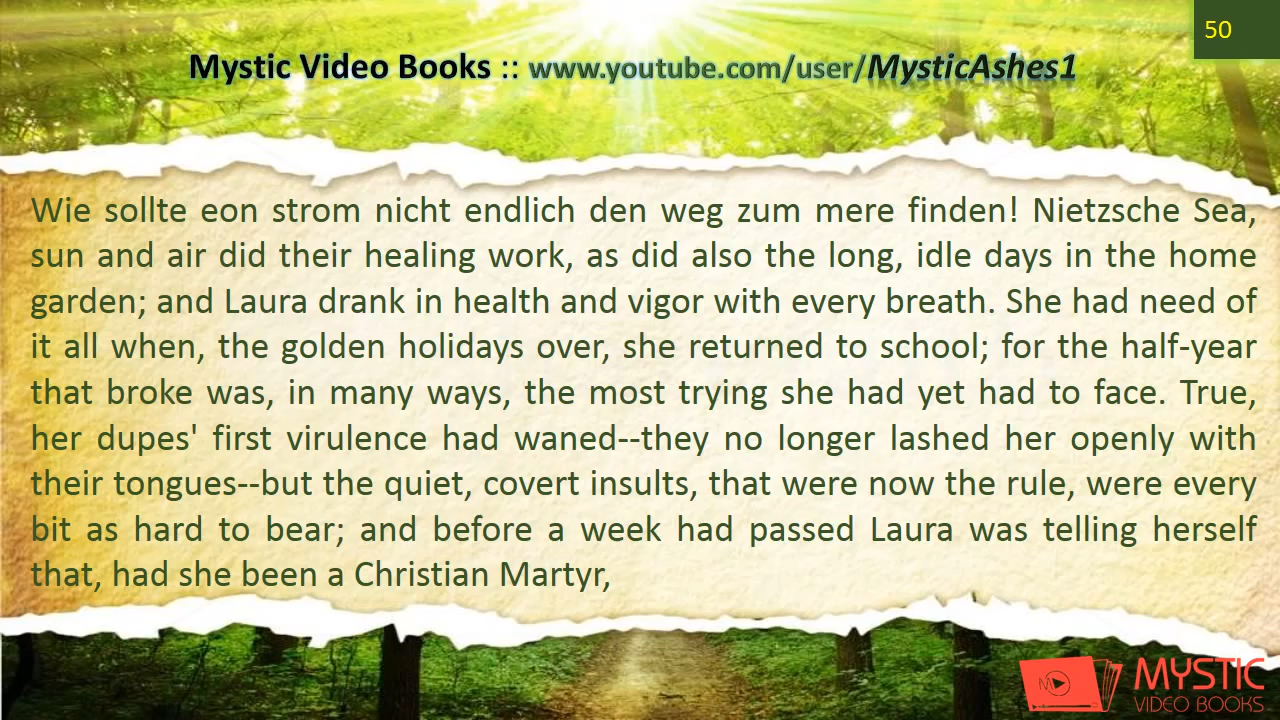 50
Mystic Video Books :: www.youtube.com/user/MysticAshes1
Wie sollte eon strom nicht endlich den weg zum mere finden! Nietzsche Sea,
sun and air did their healing work, as did also the long, idle days in the home
garden; and Laura drank in health and vigor with every breath. She had need of
it all when, the golden holidays over, she returned to school; for the half-year
that broke was, in many ways, the most trying she had yet had to face. True,
her dupes' first virulence had waned--they no longer lashed her openly with
their tongues--but the quiet, covert insults, that were now the rule, were every
bit as hard to bear; and before a week had passed Laura was telling herself
that, had she been a Christian Martyr,
MYSTIC
VIDEO BOOKS